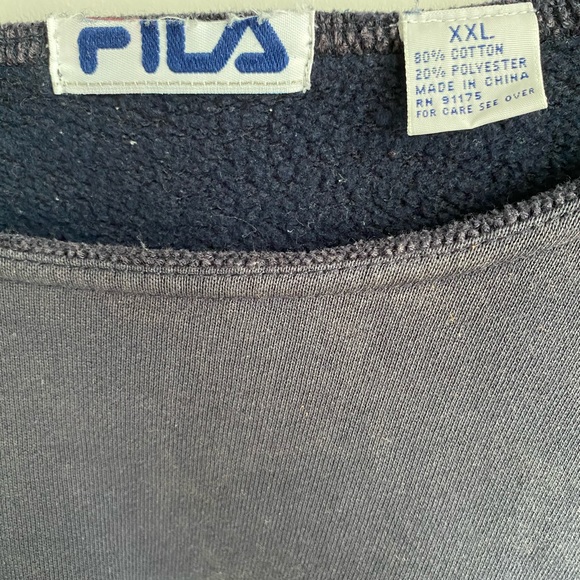 FILA
XXL
80% COTTON
20% POLYESTER
MADE IN CHINA
RN 91175
FOR CARE SEE OVER